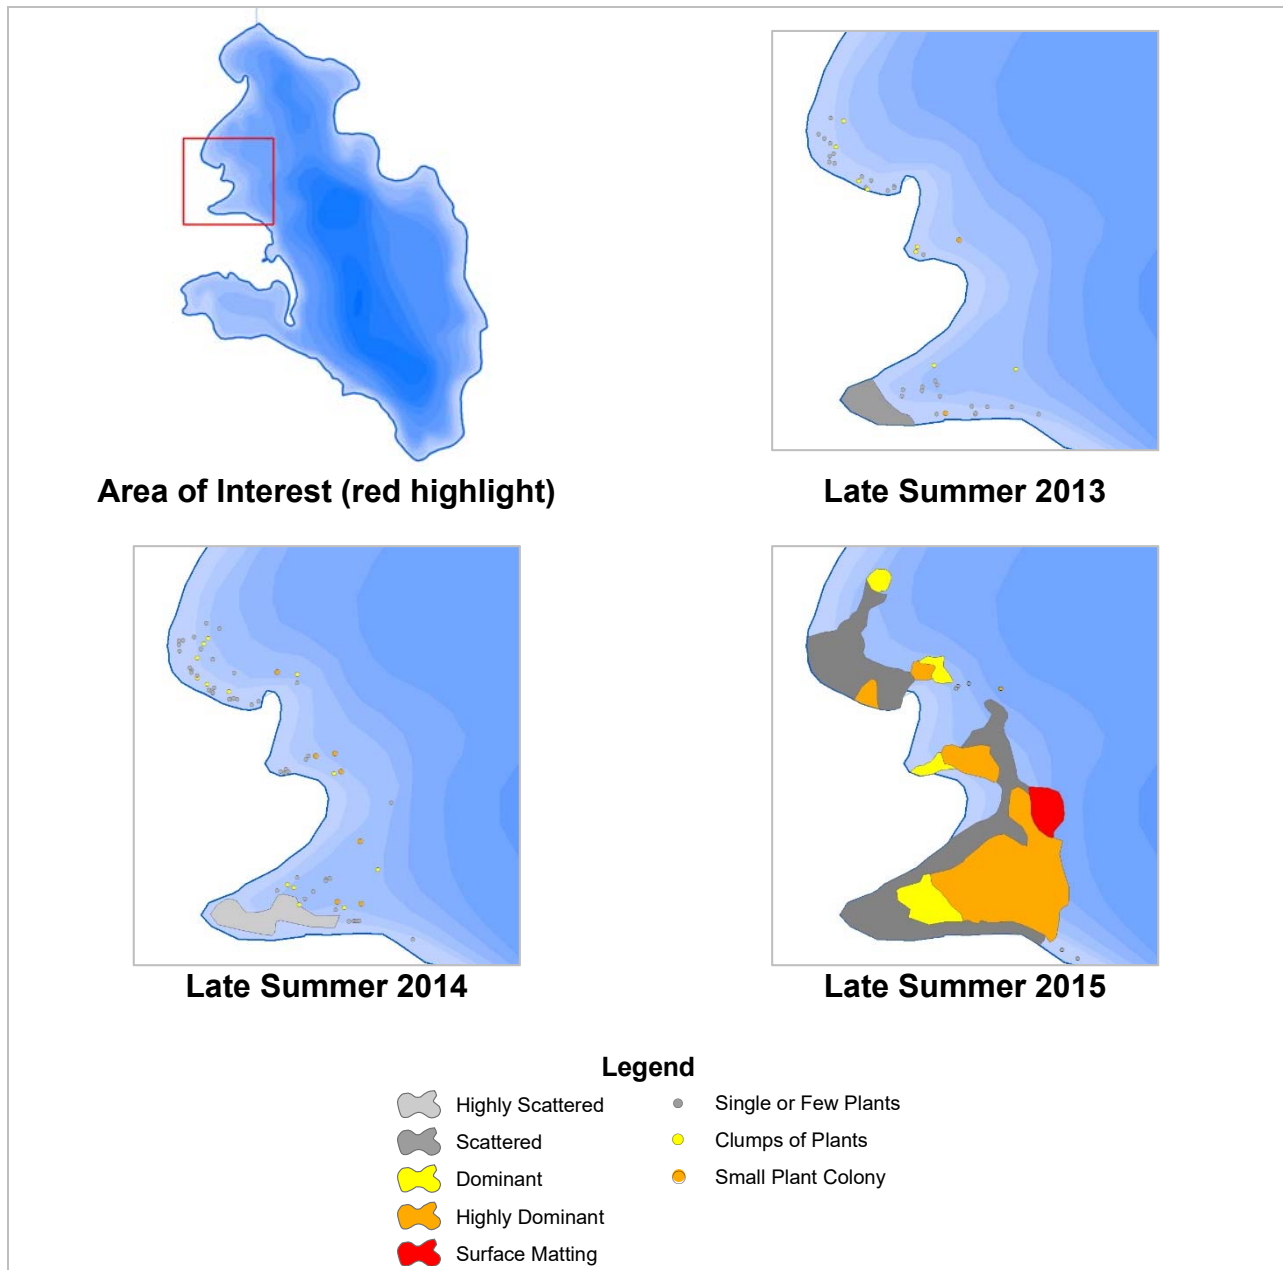 Area of Interest (red highlight)
Late Summer 2013
Late Summer 2014
Late Summer 2015
Legend
Highly Scattered
Scattered
Dominant
Highly Dominant
Surface Matting
Single or Few Plants
Clumps of Plants
Small Plant Colony